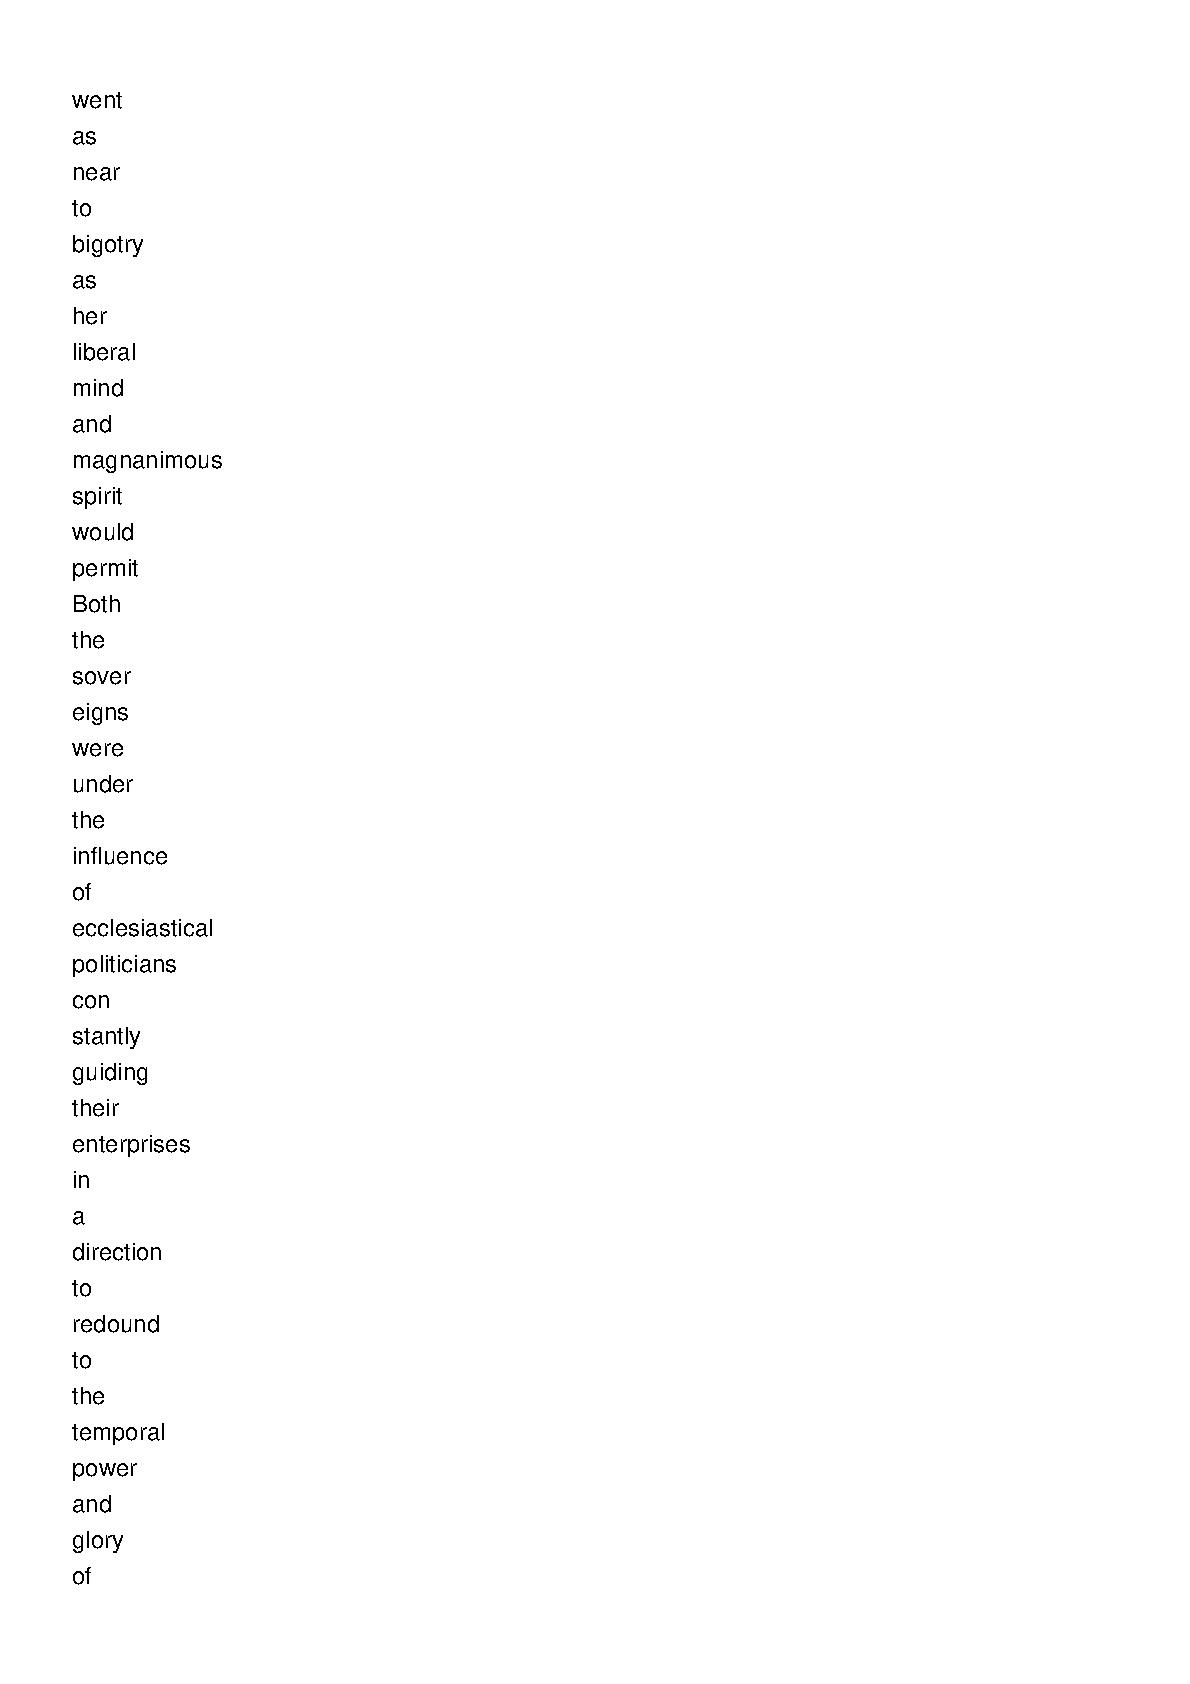 went
as
near
to
bigotry
as
her
liberal
mind
and
magnanimous
spirit
would
permit
Both
the
sover
eigns
were
under
the
influence
of
ecclesiastical
politicians
con
stantly
guiding
their
enterprises
in
a
direction
to
redound
to
the
temporal
power
and
glory
of